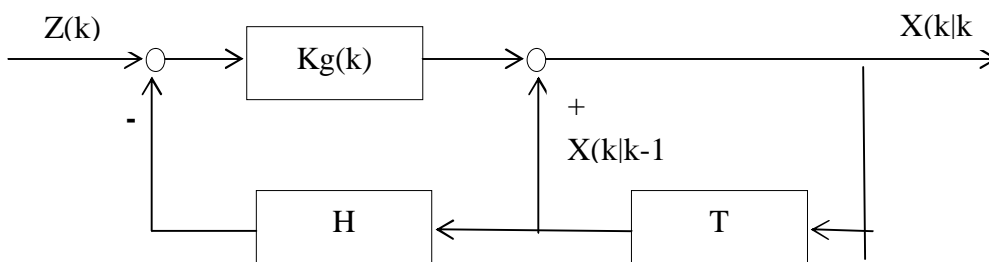 Z(k)
X(k|k
Kg(k)
+
-
X(k|k-1
H
T